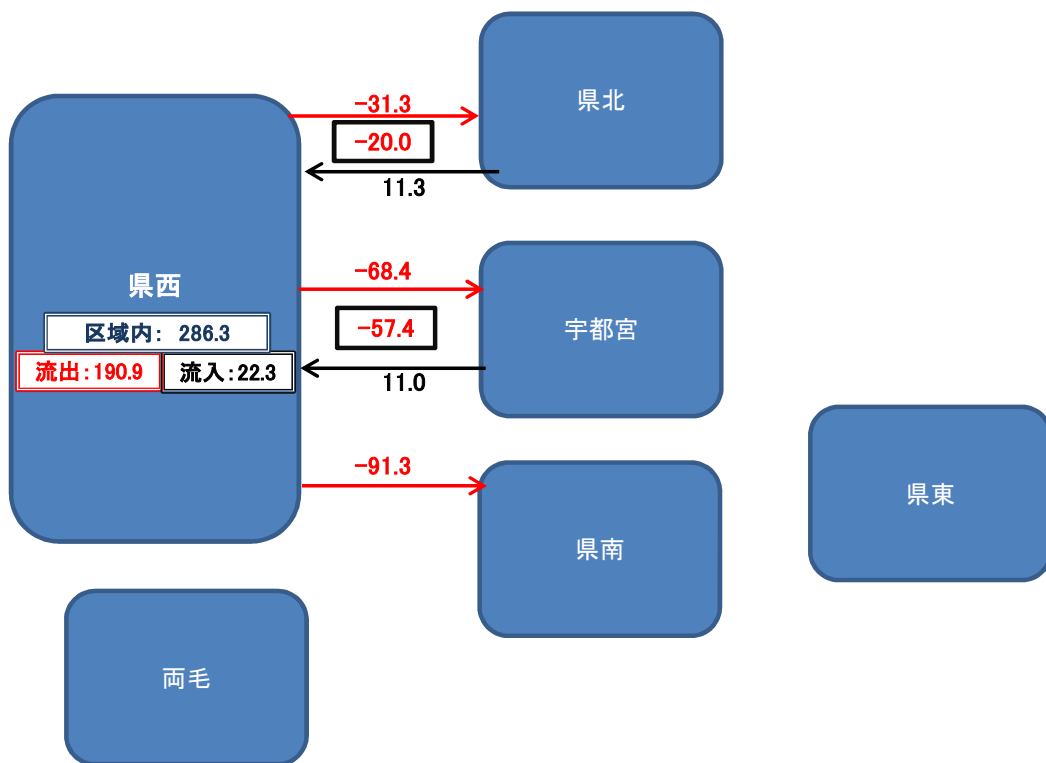 県北
-31.3
-20.0
11.3
県西
区域内： 286.3
流出：190.9
流入：22.3
-68.4
-57.4
11.0
宇都宮
-91.3
県南
県東
両毛